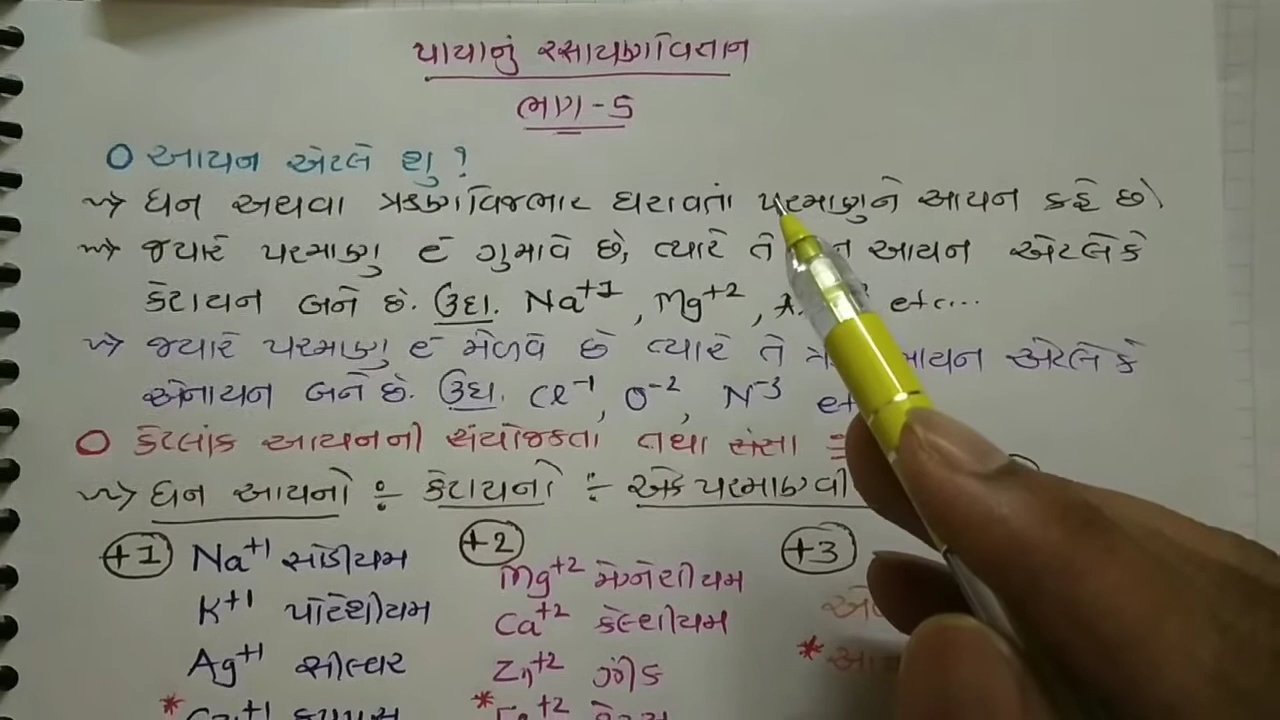 પાયાનું રસાયણવિજ્ઞાન
ભાગ - 5
આયન એટલે શુ ?
ધન અથવા ઋણવિજભાર ધરાવતાં પરમાણુને આયન કહે છે.
જ્યારે પરમાણુ e⁻ ગુમાવે છે, ત્યારે તે આયન એટલેકે
કેટાયન બને છે. ઉદા. Na⁺¹, Mg⁺², etc...
જ્યારે પરમાણુ e⁻ મેળવે છે ત્યારે તે આયન એટલે કે
એનાયન બને છે. ઉદા. Cl⁻¹, O⁻², N⁻³
કેટલાંક આયનની સંયોજકતા તથા સંજ્ઞા
ધન આયનો ÷ કેટાયનો ÷ એક પરમાણ્વી
+1 +2 +3
Na⁺¹ સોડીયમ Mg⁺² મેગ્નેશીયમ
K⁺¹ પોટેશીયમ Ca⁺² કેલ્શીયમ
Ag⁺¹ સીલ્વર Zn⁺² ઝીંક *
* *